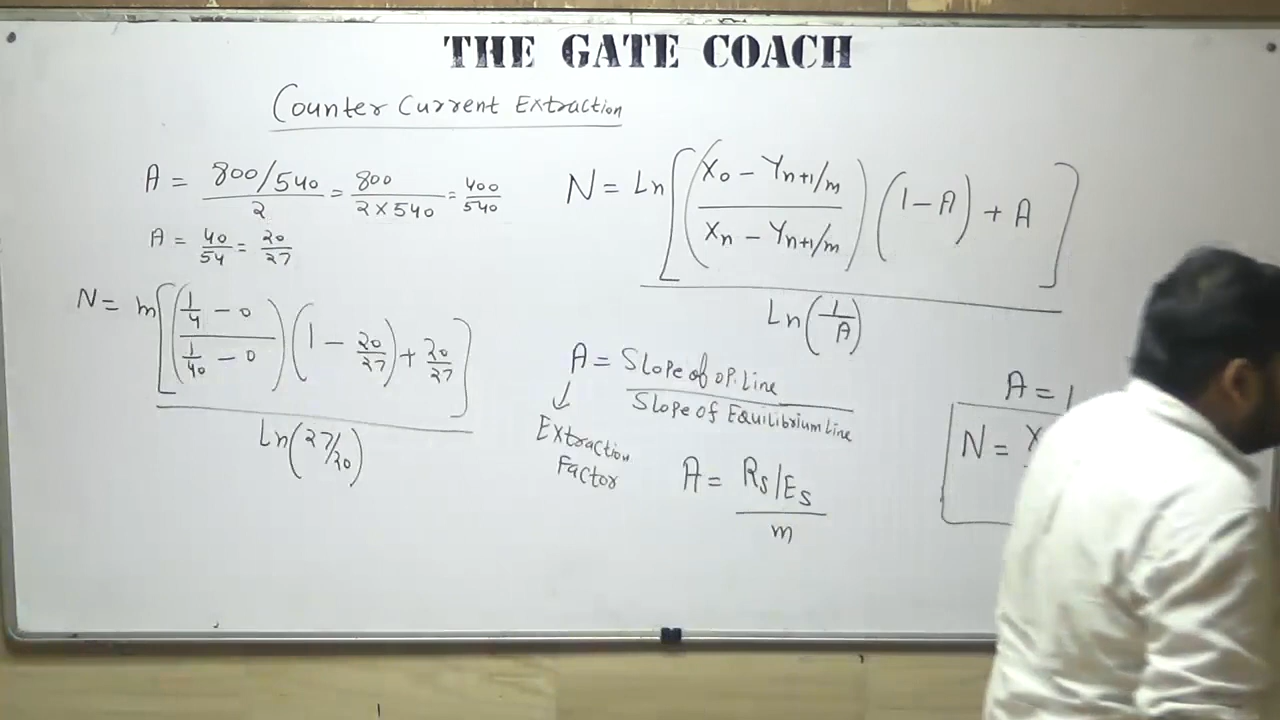 THE GATE COACH
Counter Current Extraction
A = (800/540)/2 = 800/(2×540) = 400/540
A = 40/54 = 20/27
N = ln[((1/4 - 0)/(1/40 - 0))(1 - 20/27) + 20/27]
Ln(27/20)
N = Ln[((X0 - Yn+1/m)/(Xn - Yn+1/m))(1 - A) + A]
Ln(1/A)
A = Slope of op. Line
Slope of Equilibrium Line
Extraction
Factor
A = Rs/Es
m
A = 1
N = X